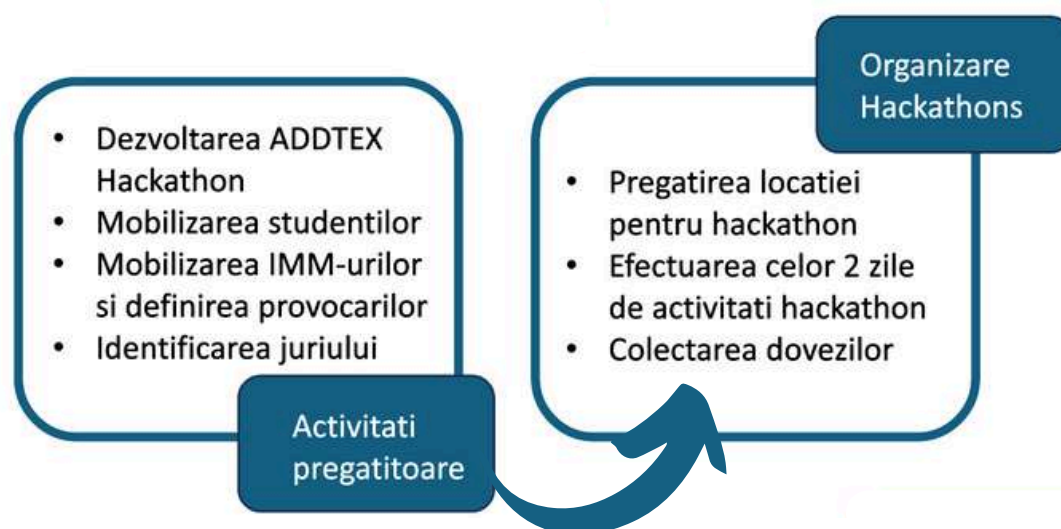 • Dezvoltarea ADDTEX
Hackathon
• Mobilizarea studentilor
• Mobilizarea IMM-urilor
si definirea provocarilor
• Identificarea juriului
Activitati
pregatitoare
Organizare
Hackathons
• Pregatirea locatiei
pentru hackathon
• Efectuarea celor 2 zile
de activitati hackathon
• Colectarea dovezilor